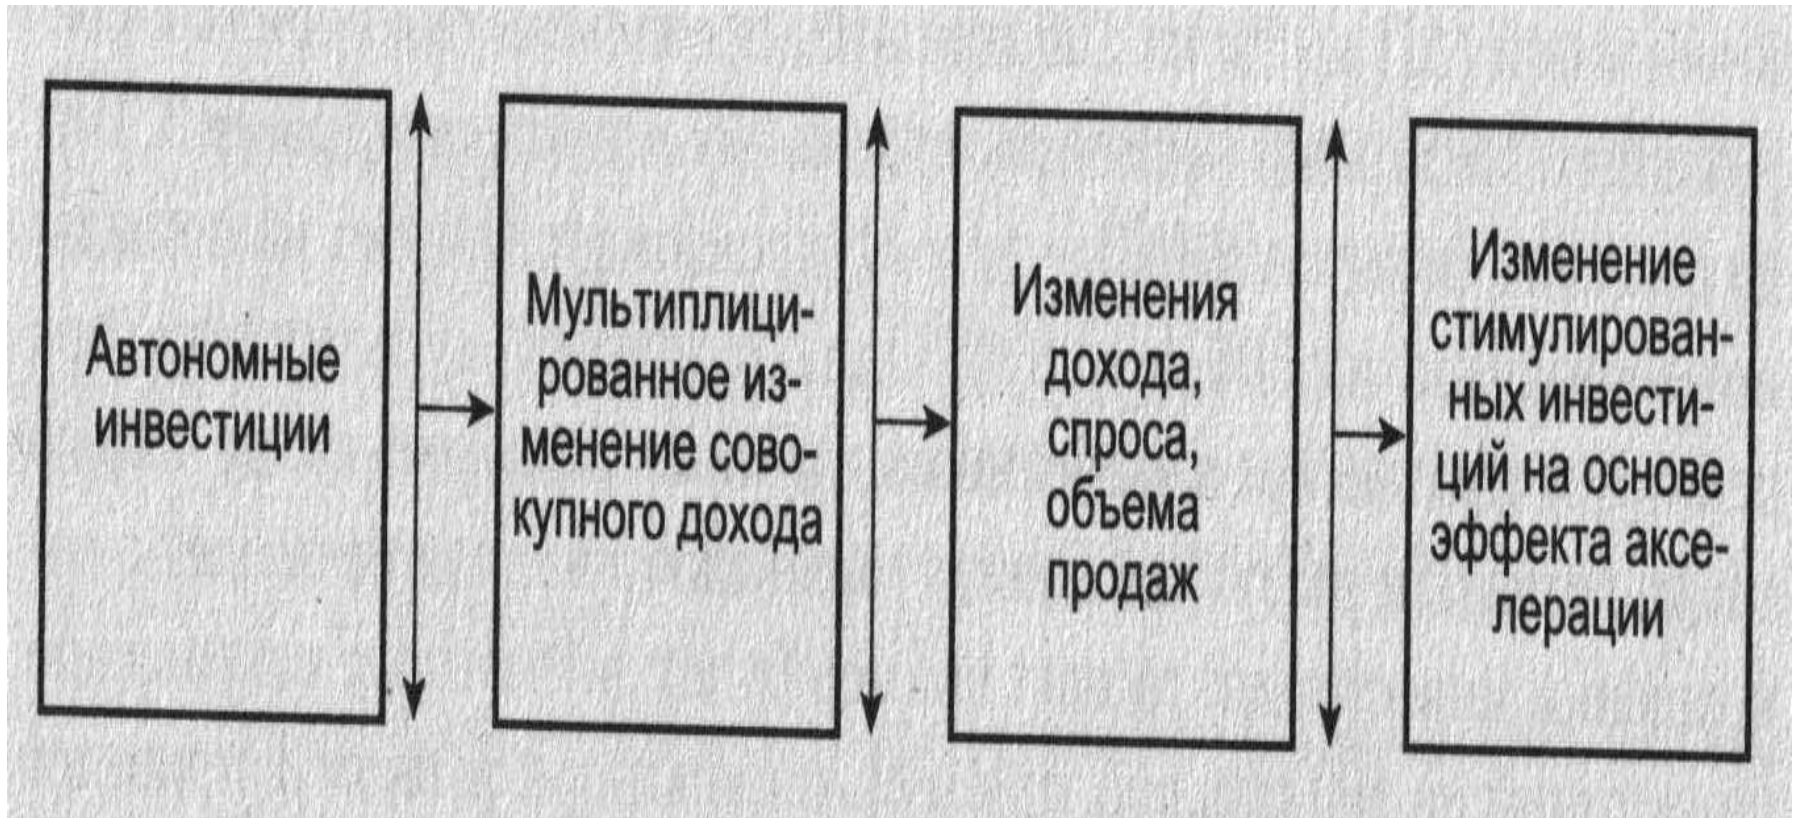 Автономные
инвестиции
Мультиплици-
рованное из-
менение сово-
купного дохода
Изменения
дохода,
спроса,
объема
продаж
Изменение
стимулирован-
ных инвести-
ций на основе
эффекта аксе-
лерации